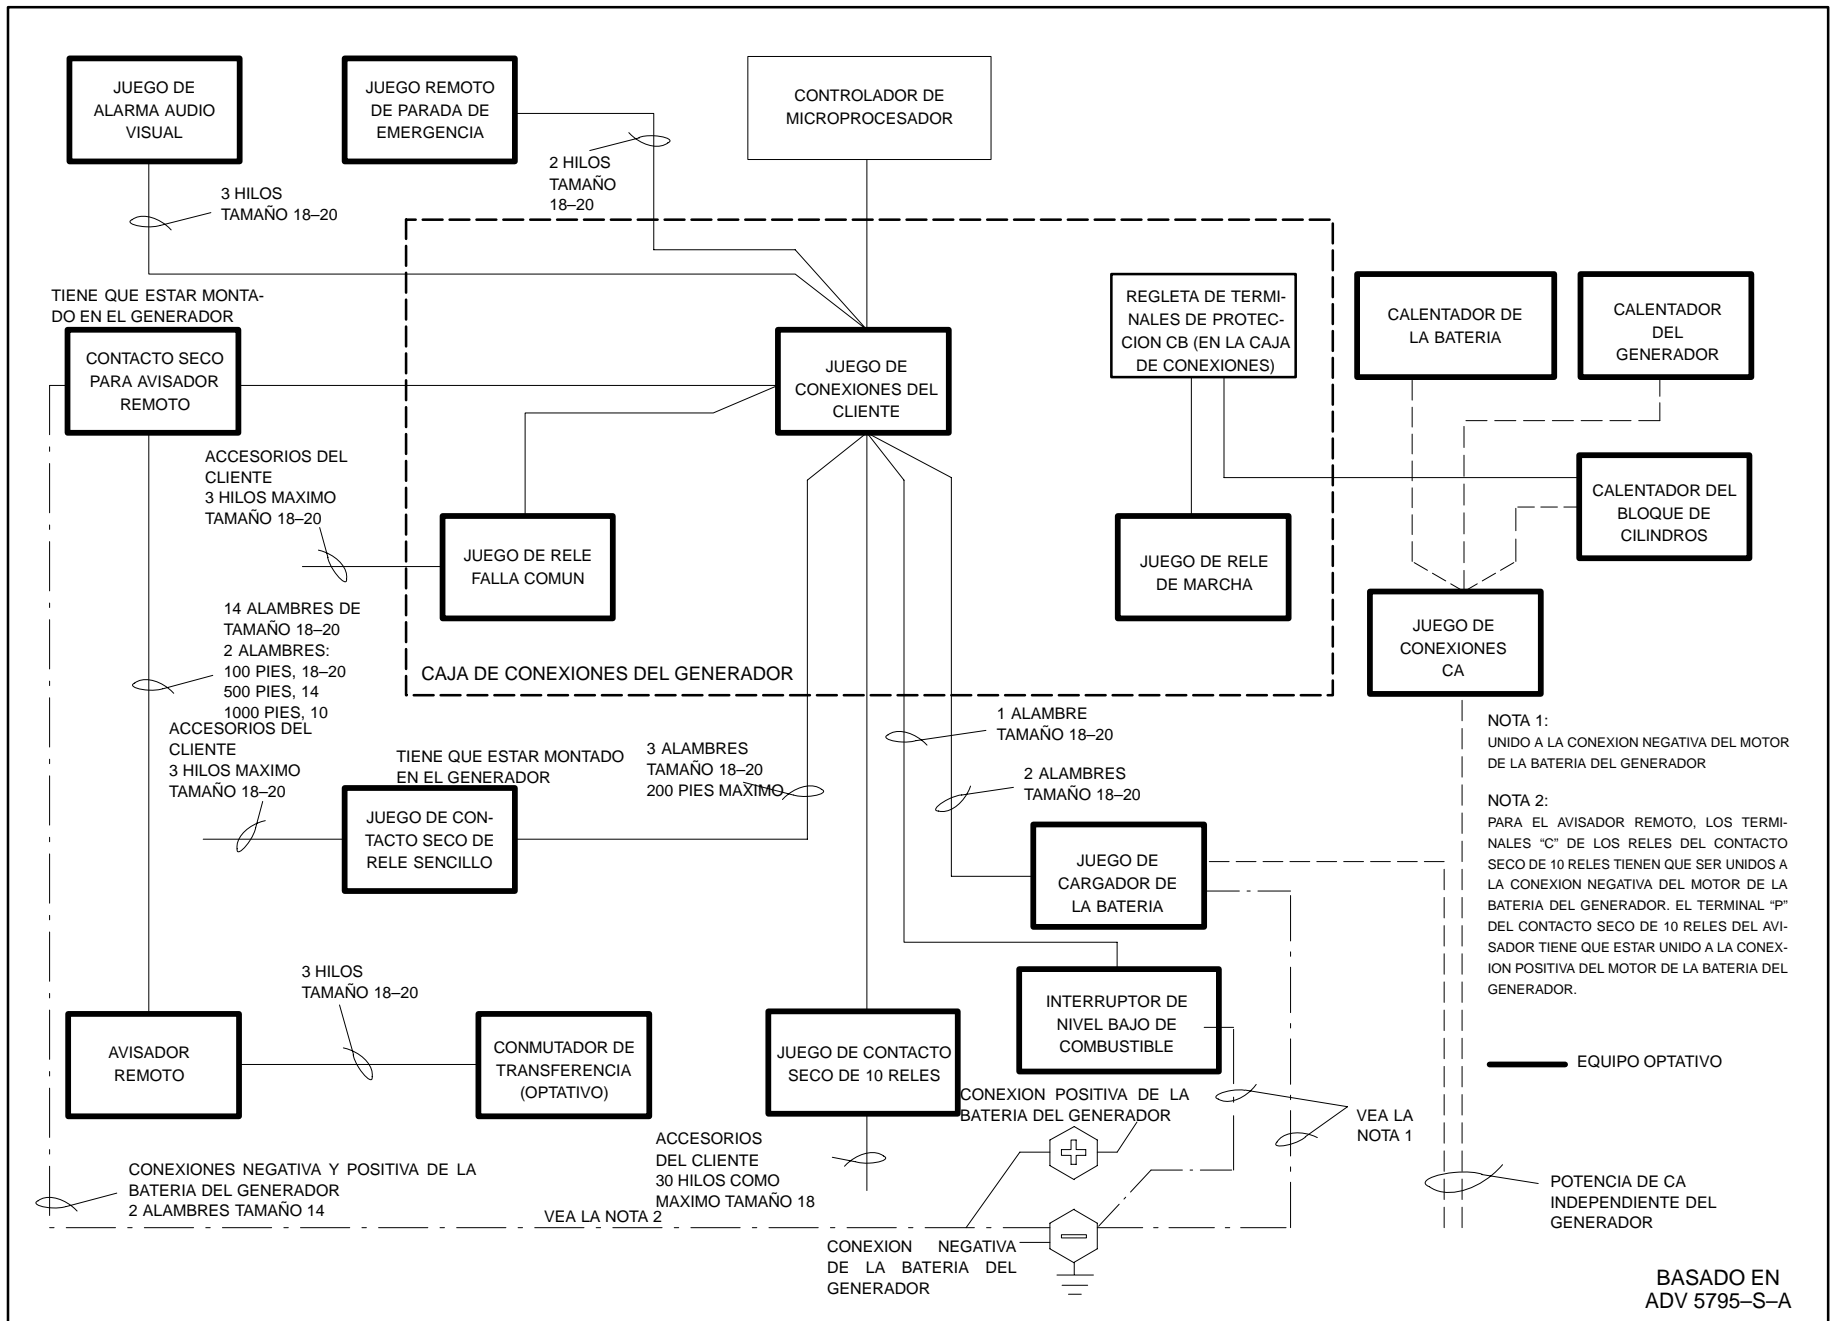 JUEGO DE
ALARMA AUDIO
VISUAL
JUEGO REMOTO
DE PARADA DE
EMERGENCIA
CONTROLADOR DE
MICROPROCESADOR
2 HILOS
TAMAÑO
18–20
3 HILOS
TAMAÑO 18–20
TIENE QUE ESTAR MONTA-
DO EN EL GENERADOR
CONTACTO SECO
PARA AVISADOR
REMOTO
JUEGO DE
CONEXIONES DEL
CLIENTE
REGLETA DE TERMI-
NALES DE PROTEC-
CION CB (EN LA CAJA
DE CONEXIONES)
CALENTADOR DE
LA BATERIA
CALENTADOR
DEL
GENERADOR
ACCESORIOS DEL
CLIENTE
3 HILOS MAXIMO
TAMAÑO 18–20
CALENTADOR DEL
BLOQUE DE
CILINDROS
JUEGO DE RELE
FALLA COMUN
JUEGO DE RELE
DE MARCHA
14 ALAMBRES DE
TAMAÑO 18–20
2 ALAMBRES:
100 PIES, 18–20
500 PIES, 14
1000 PIES, 10
JUEGO DE
CONEXIONES
CA
CAJA DE CONEXIONES DEL GENERADOR
ACCESORIOS DEL
CLIENTE
3 HILOS MAXIMO
TAMAÑO 18–20
TIENE QUE ESTAR MONTADO
EN EL GENERADOR
3 ALAMBRES
TAMAÑO 18–20
200 PIES MAXIMO
1 ALAMBRE
TAMAÑO 18–20
2 ALAMBRES
TAMAÑO 18–20
NOTA 1:
UNIDO A LA CONEXION NEGATIVA DEL MOTOR
DE LA BATERIA DEL GENERADOR
NOTA 2:
PARA EL AVISADOR REMOTO, LOS TERMI-
NALES “C” DE LOS RELES DEL CONTACTO
SECO DE 10 RELES TIENEN QUE SER UNIDOS A
LA CONEXION NEGATIVA DEL MOTOR DE LA
BATERIA DEL GENERADOR. EL TERMINAL “P”
DEL CONTACTO SECO DE 10 RELES DEL AVI-
SADOR TIENE QUE ESTAR UNIDO A LA CONEX-
ION POSITIVA DEL MOTOR DE LA BATERIA DEL
GENERADOR.
JUEGO DE CON-
TACTO SECO DE
RELE SENCILLO
JUEGO DE
CARGADOR DE
LA BATERIA
3 HILOS
TAMAÑO 18–20
AVISADOR
REMOTO
CONMUTADOR DE
TRANSFERENCIA
(OPTATIVO)
JUEGO DE CONTACTO
SECO DE 10 RELES
INTERRUPTOR DE
NIVEL BAJO DE
COMBUSTIBLE
EQUIPO OPTATIVO
CONEXION POSITIVA DE LA
BATERIA DEL GENERADOR
VEA LA
NOTA 1
ACCESORIOS
DEL CLIENTE
30 HILOS COMO
MAXIMO TAMAÑO 18
CONEXIONES NEGATIVA Y POSITIVA DE LA
BATERIA DEL GENERADOR
2 ALAMBRES TAMAÑO 14
VEA LA NOTA 2
POTENCIA DE CA
INDEPENDIENTE DEL
GENERADOR
CONEXION NEGATIVA
DE LA BATERIA DEL
GENERADOR
BASADO EN
ADV 5795–S–A